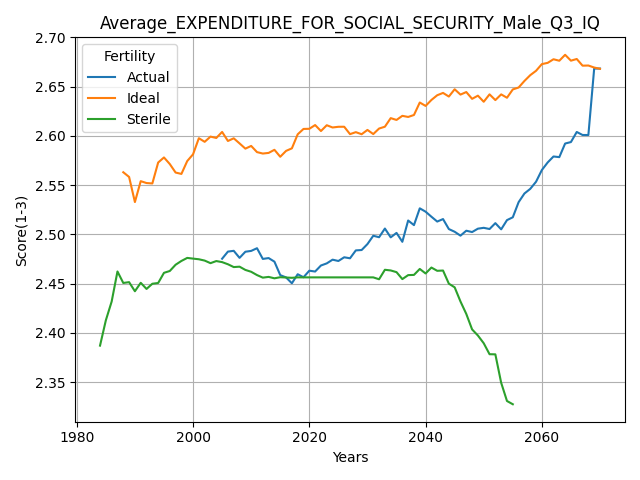 Average_EXPENDITURE_FOR_SOCIAL_SECURITY_Male_Q3_IQ
Score(1-3)
2.70
2.65
2.60
2.55
2.50
2.45
2.40
2.35
Fertility
Actual
Ideal
Sterile
1980
2000
2020
2040
2060
Years